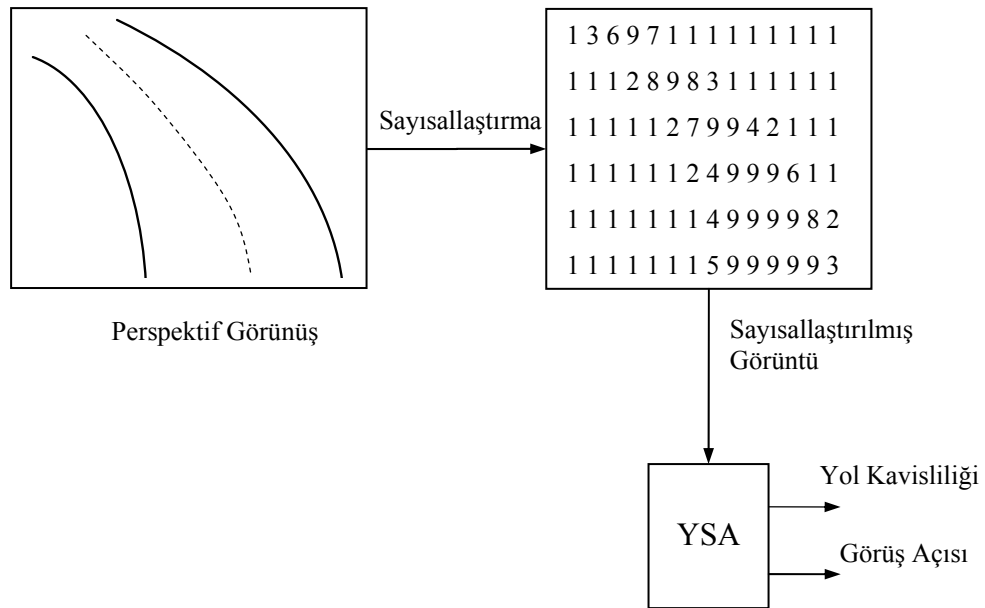 1 3 6 9 7 1 1 1 1 1 1 1 1 1
1 1 1 2 8 9 8 3 1 1 1 1 1 1
Sayısallaştırma
1 1 1 1 1 2 7 9 9 4 2 1 1 1
1 1 1 1 1 1 2 4 9 9 9 6 1 1
1 1 1 1 1 1 1 4 9 9 9 9 8 2
1 1 1 1 1 1 1 5 9 9 9 9 9 3
Perspektif Görünüş
Sayısallaştırılmış
Görüntü
YSA
Yol Kavisliliği
Görüş Açısı